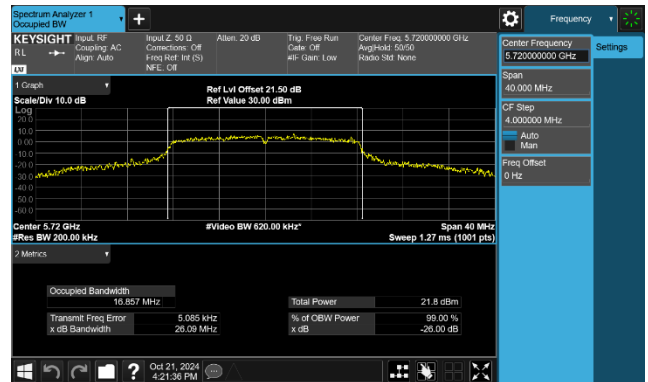 Spectrum Analyzer 1
Occupied BW
+
Frequency
KEYSIGHT
RL
LXI
Input: RF
Coupling: AC
Align: Auto
Input Z: 50 Ω
Corrections: Off
Freq Ref: Int (S)
NFE: Off
Atten: 20 dB
Trig: Free Run
Gate: Off
#IF Gain: Low
Center Freq: 5.720000000 GHz
Avg|Hold: 50/50
Radio Std: None
Center Frequency
5.720000000 GHz
Settings
Span
40.000 MHz
CF Step
4.000000 MHz
Auto
Man
Freq Offset
0 Hz
1 Graph
Scale/Div 10.0 dB
Ref Lvl Offset 21.50 dB
Ref Value 30.00 dBm
Log
20.0
10.0
0.00
-10.0
-20.0
-30.0
-40.0
-50.0
-60.0
Center 5.72 GHz
#Res BW 200.00 kHz
#Video BW 620.00 kHz*
Span 40 MHz
Sweep 1.27 ms (1001 pts)
2 Metrics
Occupied Bandwidth
16.857 MHz
Total Power 21.8 dBm
Transmit Freq Error 5.085 kHz
% of OBW Power 99.00 %
x dB Bandwidth 26.09 MHz
x dB -26.00 dB
?
Oct 21, 2024
4:21:36 PM